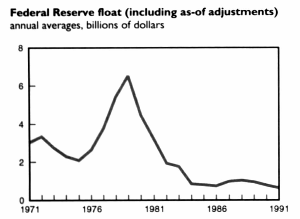 Federal Reserve float (including as-of adjustments)
annual averages, billions of dollars
8
6
4
2
0
1971 1976 1981 1986 1991